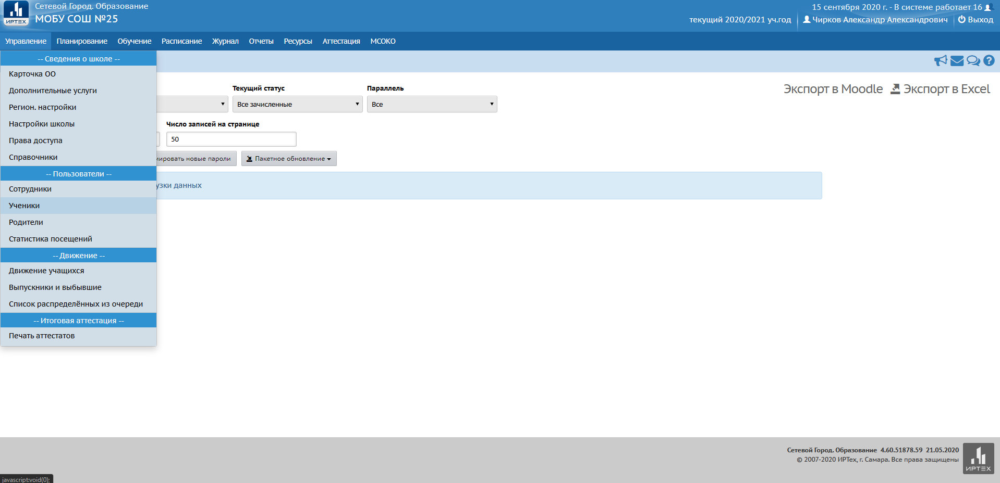 Сетевой Город. Образование
МОБУ СОШ №25
ИРТЕХ
15 сентября 2020 г. - В системе работает 16
текущий 2020/2021 уч.год Чирков Александр Александрович Выход
Управление Планирование Обучение Расписание Журнал Отчеты Ресурсы Аттестация МСОКО
-- Сведения о школе --
Карточка ОО
Дополнительные услуги
Регион. настройки
Настройки школы
Права доступа
Справочники
-- Пользователи --
Сотрудники
Ученики
Родители
Статистика посещений
-- Движение --
Движение учащихся
Выпускники и выбывшие
Список распределённых из очереди
-- Итоговая аттестация --
Печать аттестатов
Текущий статус Параллель
Все зачисленные Все
Экспорт в Moodle Экспорт в Excel
Число записей на странице
50
мировать новые пароли Пакетное обновление
узки данных
Сетевой Город. Образование 4.60.51878.59 21.05.2020
© 2007-2020 ИРТех, г. Самара. Все права защищены
ИРТЕХ
javascript:void(0);